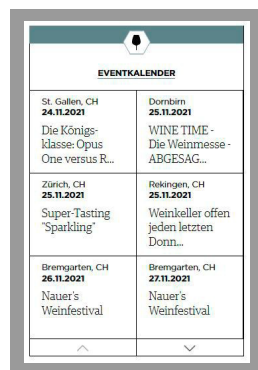 EVENTKALENDER
St. Gallen, CH
24.11.2021
Die Königs-
klasse: Opus
One versus R...
Dornbirn
25.11.2021
WINE TIME -
Die Weinmesse -
ABGESAG...
Zürich, CH
25.11.2021
Super-Tasting
"Sparkling"
Rekingen, CH
25.11.2021
Weinkeller offen
jeden letzten
Donn...
Bremgarten, CH
26.11.2021
Nauer's
Weinfestival
Bremgarten, CH
27.11.2021
Nauer's
Weinfestival